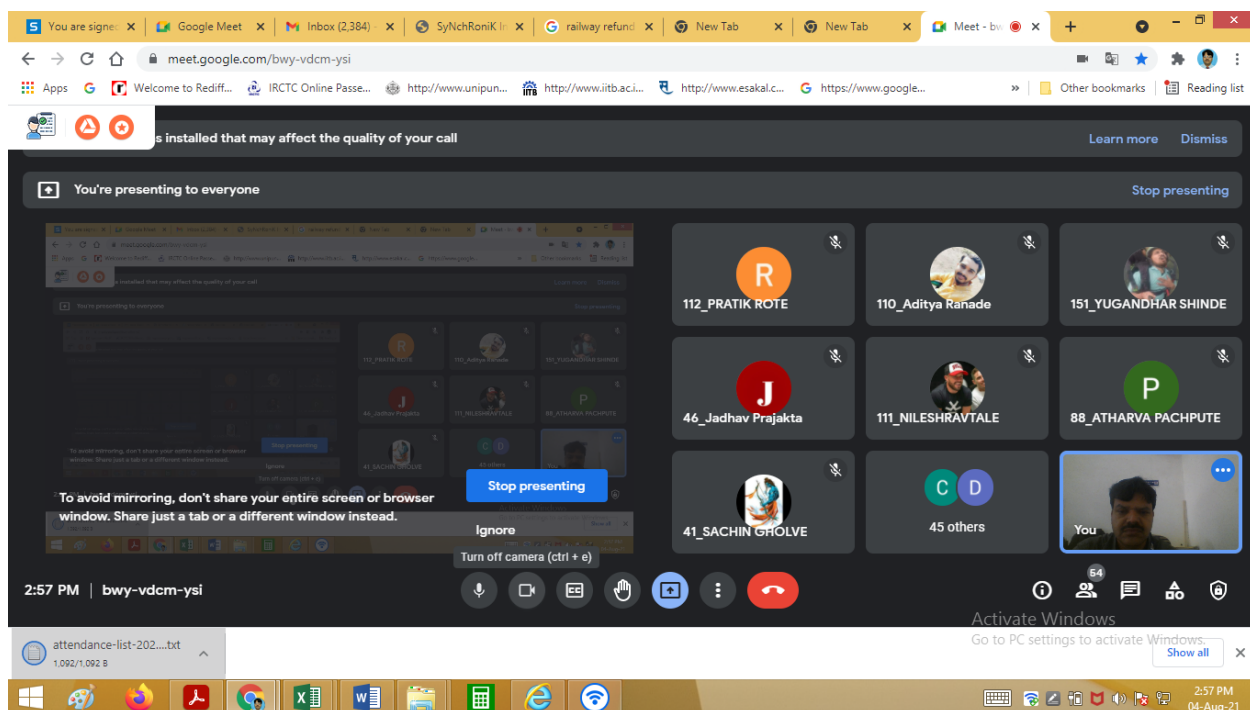 You are signec
Google Meet
Inbox (2,384) -
SyNchRoniK In
railway refund
New Tab
New Tab
Meet - bw
meet.google.com/bwy-vdcm-ysi
Apps
Welcome to Rediff...
IRCTC Online Passe...
http://www.unipun...
http://www.iitb.ac.i...
http://www.esakal.c...
https://www.google...
»
Other bookmarks
Reading list
s installed that may affect the quality of your call
Learn more
Dismiss
You're presenting to everyone
Stop presenting
R
112_PRATIK ROTE
110_Aditya Ranade
151_YUGANDHAR SHINDE
J
46_Jadhav Prajakta
111_NILESHRAVTALE
P
88_ATHARVA PACHPUTE
41_SACHIN GHOLVE
C D
45 others
You
To avoid mirroring, don't share your entire screen or browser
window. Share just a tab or a different window instead.
Stop presenting
Ignore
Turn off camera (ctrl + e)
2:57 PM | bwy-vdcm-ysi
54
Activate Windows
Go to PC settings to activate Windows.
attendance-list-202....txt
1,092/1,092 B
Show all
2:57 PM
04-Aug-21